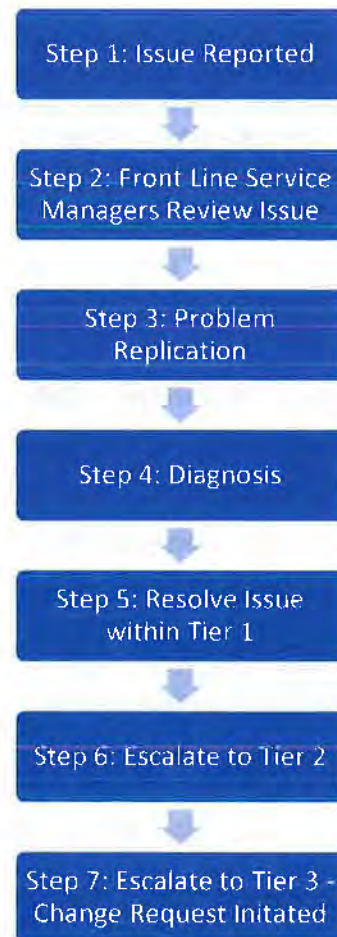 Step 1: Issue Reported
Step 2: Front Line Service
Managers Review Issue
Step 3: Problem
Replication
Step 4: Diagnosis
Step 5: Resolve Issue
within Tier 1
Step 6: Escalate to Tier 2
Step 7: Escalate to Tier 3 -
Change Request Initated